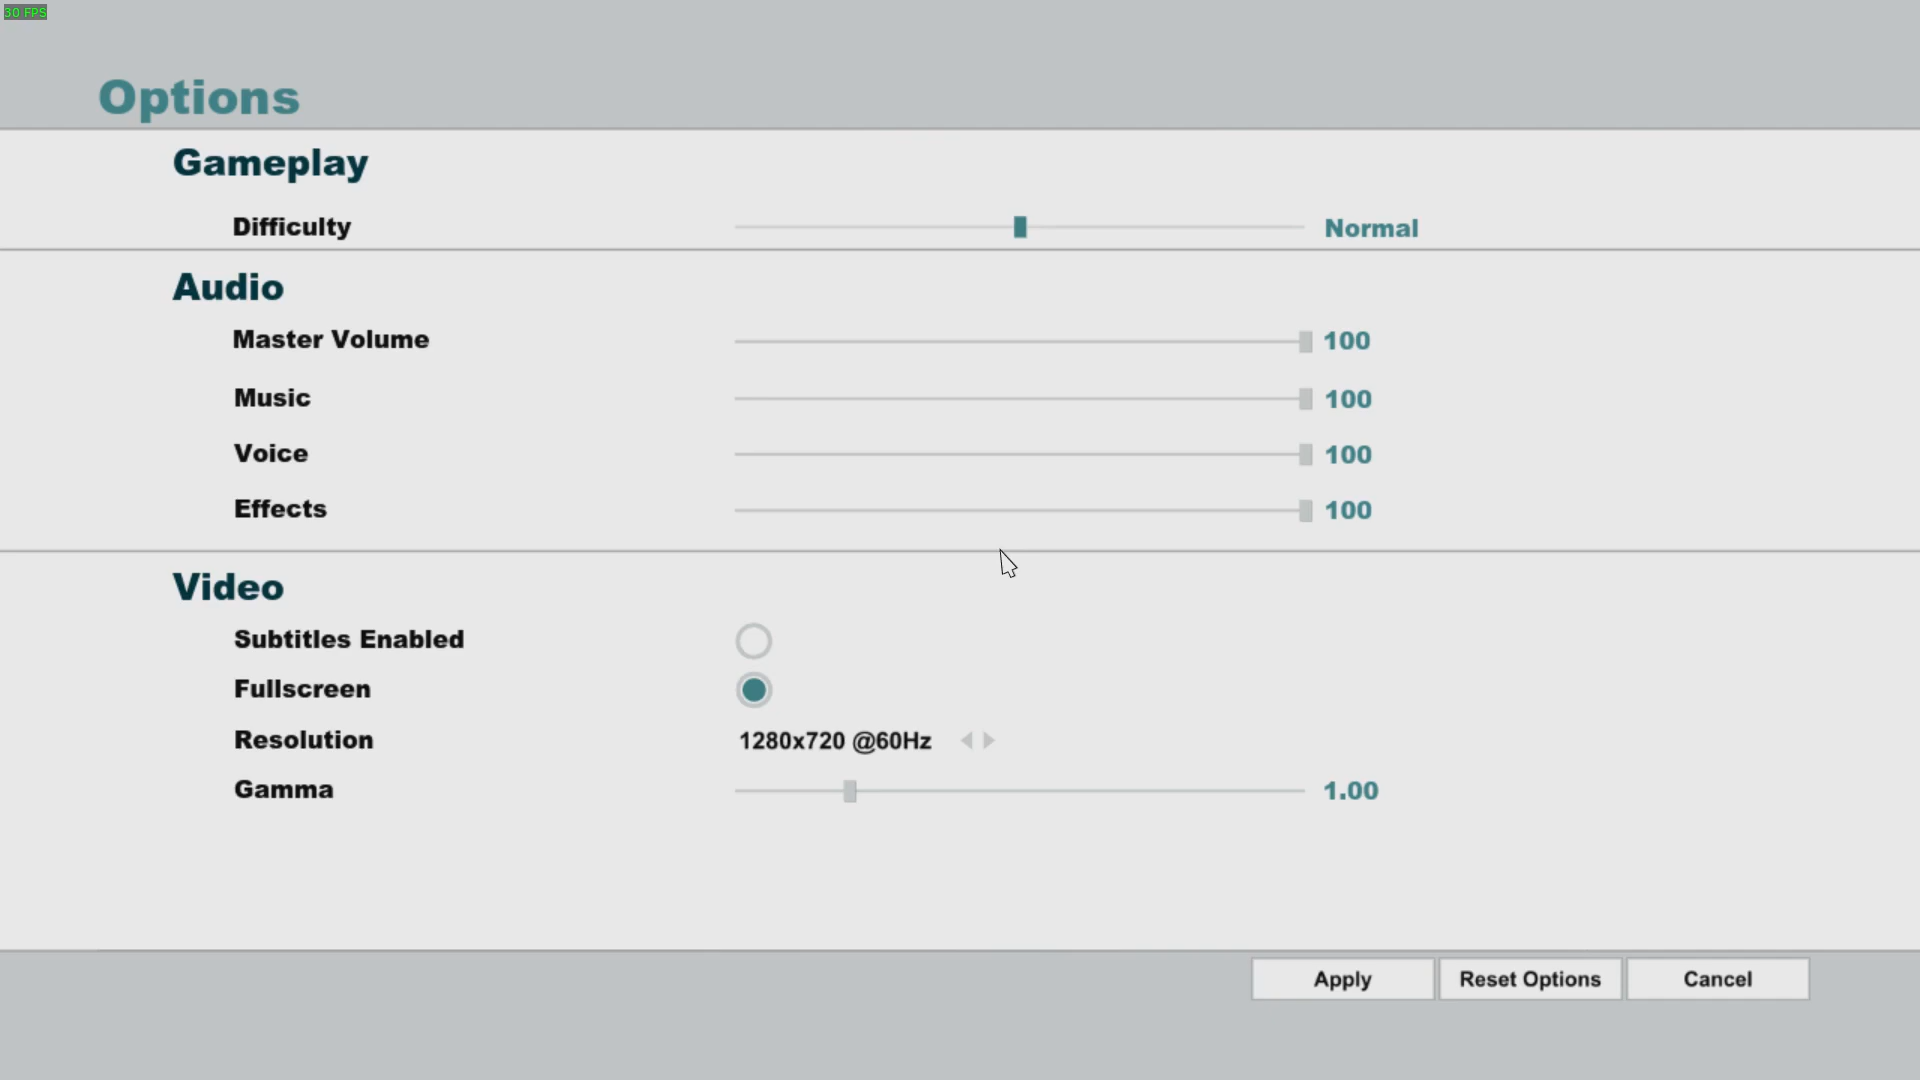 30 FPS
Options
Gameplay
Difficulty Normal
Audio
Master Volume 100
Music 100
Voice 100
Effects 100
Video
Subtitles Enabled
Fullscreen
Resolution 1280x720 @60Hz
Gamma 1.00
Apply Reset Options Cancel